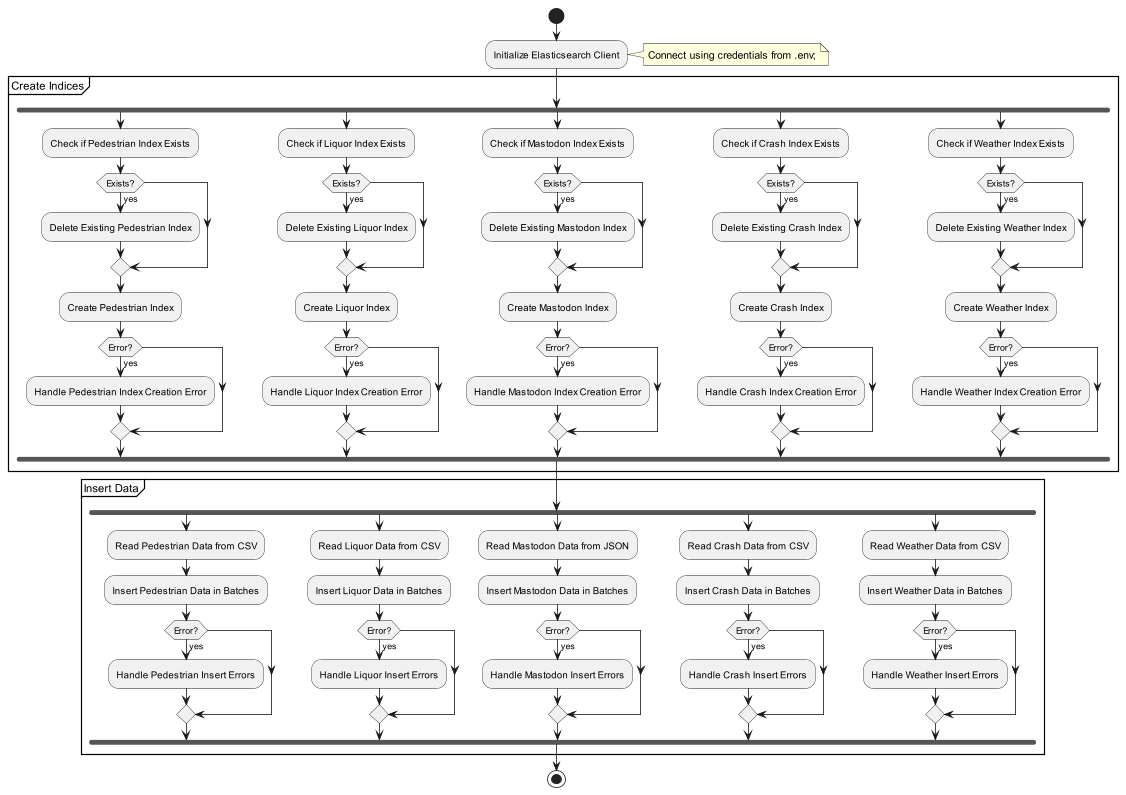 Initialize Elasticsearch Client
Connect using credentials from .env;
Create Indices
Check if Pedestrian Index Exists
Check if Liquor Index Exists
Check if Mastodon Index Exists
Check if Crash Index Exists
Check if Weather Index Exists
Exists?
Exists?
Exists?
Exists?
Exists?
yes
yes
yes
yes
yes
Delete Existing Pedestrian Index
Delete Existing Liquor Index
Delete Existing Mastodon Index
Delete Existing Crash Index
Delete Existing Weather Index
Create Pedestrian Index
Create Liquor Index
Create Mastodon Index
Create Crash Index
Create Weather Index
Error?
Error?
Error?
Error?
Error?
yes
yes
yes
yes
yes
Handle Pedestrian Index Creation Error
Handle Liquor Index Creation Error
Handle Mastodon Index Creation Error
Handle Crash Index Creation Error
Handle Weather Index Creation Error
Insert Data
Read Pedestrian Data from CSV
Read Liquor Data from CSV
Read Mastodon Data from JSON
Read Crash Data from CSV
Read Weather Data from CSV
Insert Pedestrian Data in Batches
Insert Liquor Data in Batches
Insert Mastodon Data in Batches
Insert Crash Data in Batches
Insert Weather Data in Batches
Error?
Error?
Error?
Error?
Error?
yes
yes
yes
yes
yes
Handle Pedestrian Insert Errors
Handle Liquor Insert Errors
Handle Mastodon Insert Errors
Handle Crash Insert Errors
Handle Weather Insert Errors